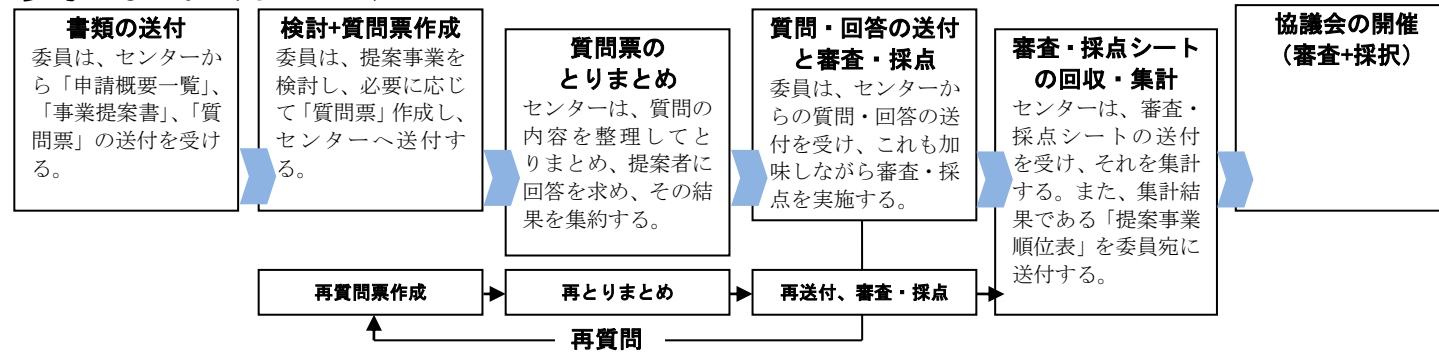 書類の送付
委員は、センターか
ら「申請概要一覧」、
「事業提案書」、「質
問票」の送付を受け
る。
検討+質問票作成
委員は、提案事業を
検討し、必要に応じ
て「質問票」作成し、
センターへ送付す
る。
質問票の
とりまとめ
センターは、質問の
内容を整理してと
りまとめ、提案者に
回答を求め、その結
果を集約する。
質問・回答の送付
と審査・採点
委員は、センターか
らの質問・回答の送
付を受け、これも加
味しながら審査・採
点を実施する。
審査・採点シート
の回収・集計
センターは、審査・
採点シートの送付
を受け、それを集計
する。また、集計結
果である「提案事業
順位表」を委員宛に
送付する。
協議会の開催
（審査+採択）
再質問票作成
再とりまとめ
再送付、審査・採点
再質問